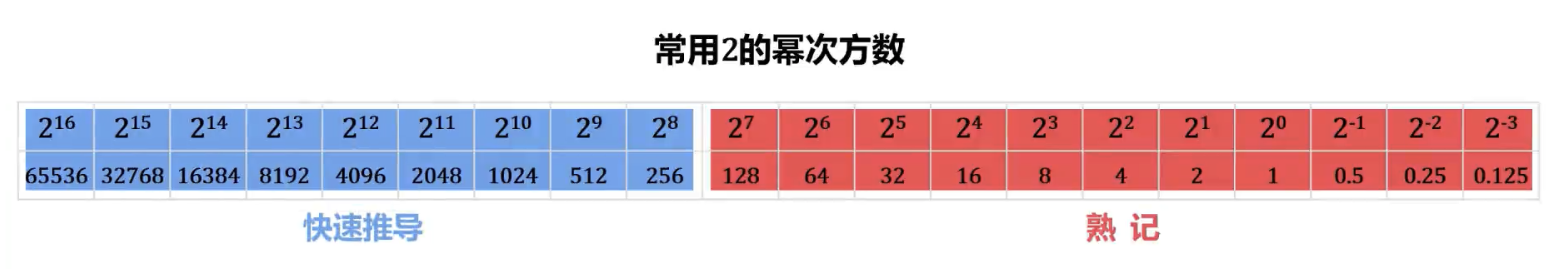 常用2的幂次方数
2¹⁶ 2¹⁵ 2¹⁴ 2¹³ 2¹² 2¹¹ 2¹⁰ 2⁹ 2⁸ 2⁷ 2⁶ 2⁵ 2⁴ 2³ 2² 2¹ 2⁰ 2⁻¹ 2⁻² 2⁻³
65536 32768 16384 8192 4096 2048 1024 512 256 128 64 32 16 8 4 2 1 0.5 0.25 0.125
快速推导 熟 记